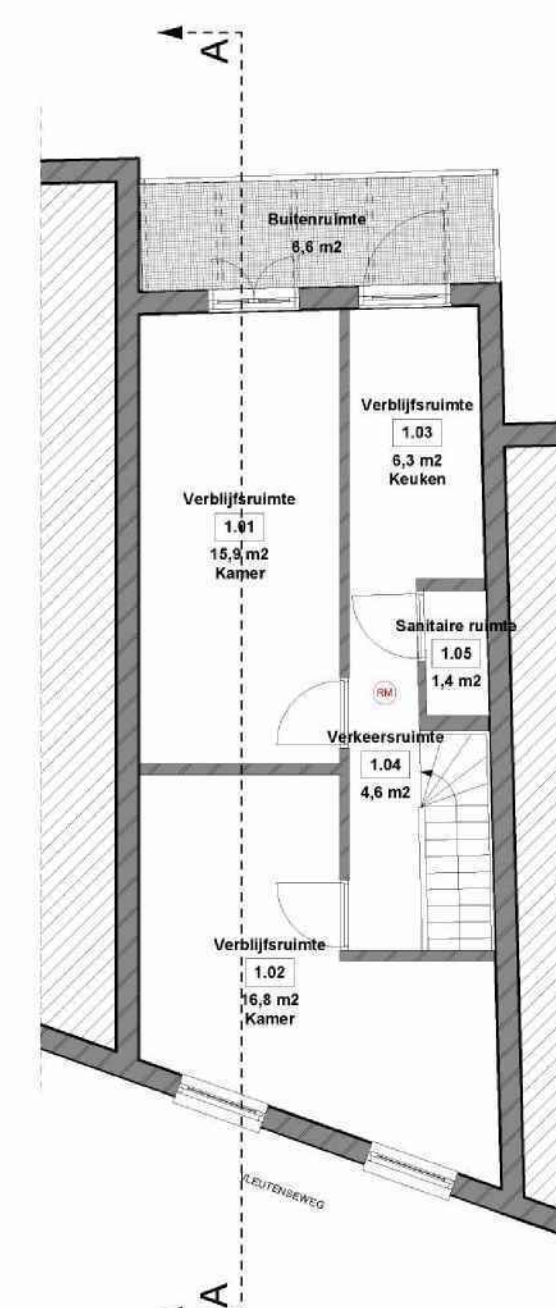 A
Buitenruimte
6,6 m2
Verblijfsruimte
1.03
6,3 m2
Keuken
Verblijfsruimte
1.01
15,9 m2
Kamer
Sanitaire ruimte
1.05
1,4 m2
RM
Verkeersruimte
1.04
4,6 m2
Verblijfsruimte
1.02
16,8 m2
Kamer
VLEUTENSEWEG
A